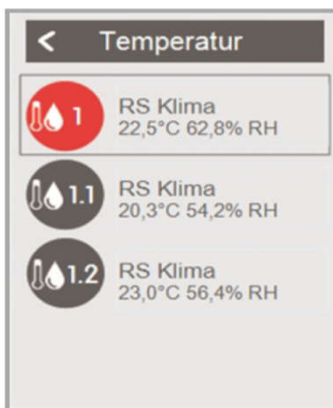 < Temperatur
1 RS Klima
22,5°C 62,8% RH
1.1 RS Klima
20,3°C 54,2% RH
1.2 RS Klima
23,0°C 56,4% RH